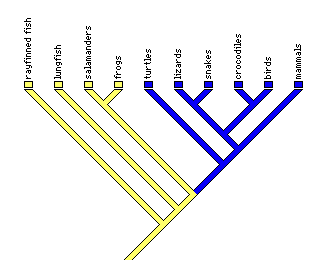 rayfinned fish
lungfish
salamanders
frogs
turtles
lizards
snakes
crocodiles
birds
mammals